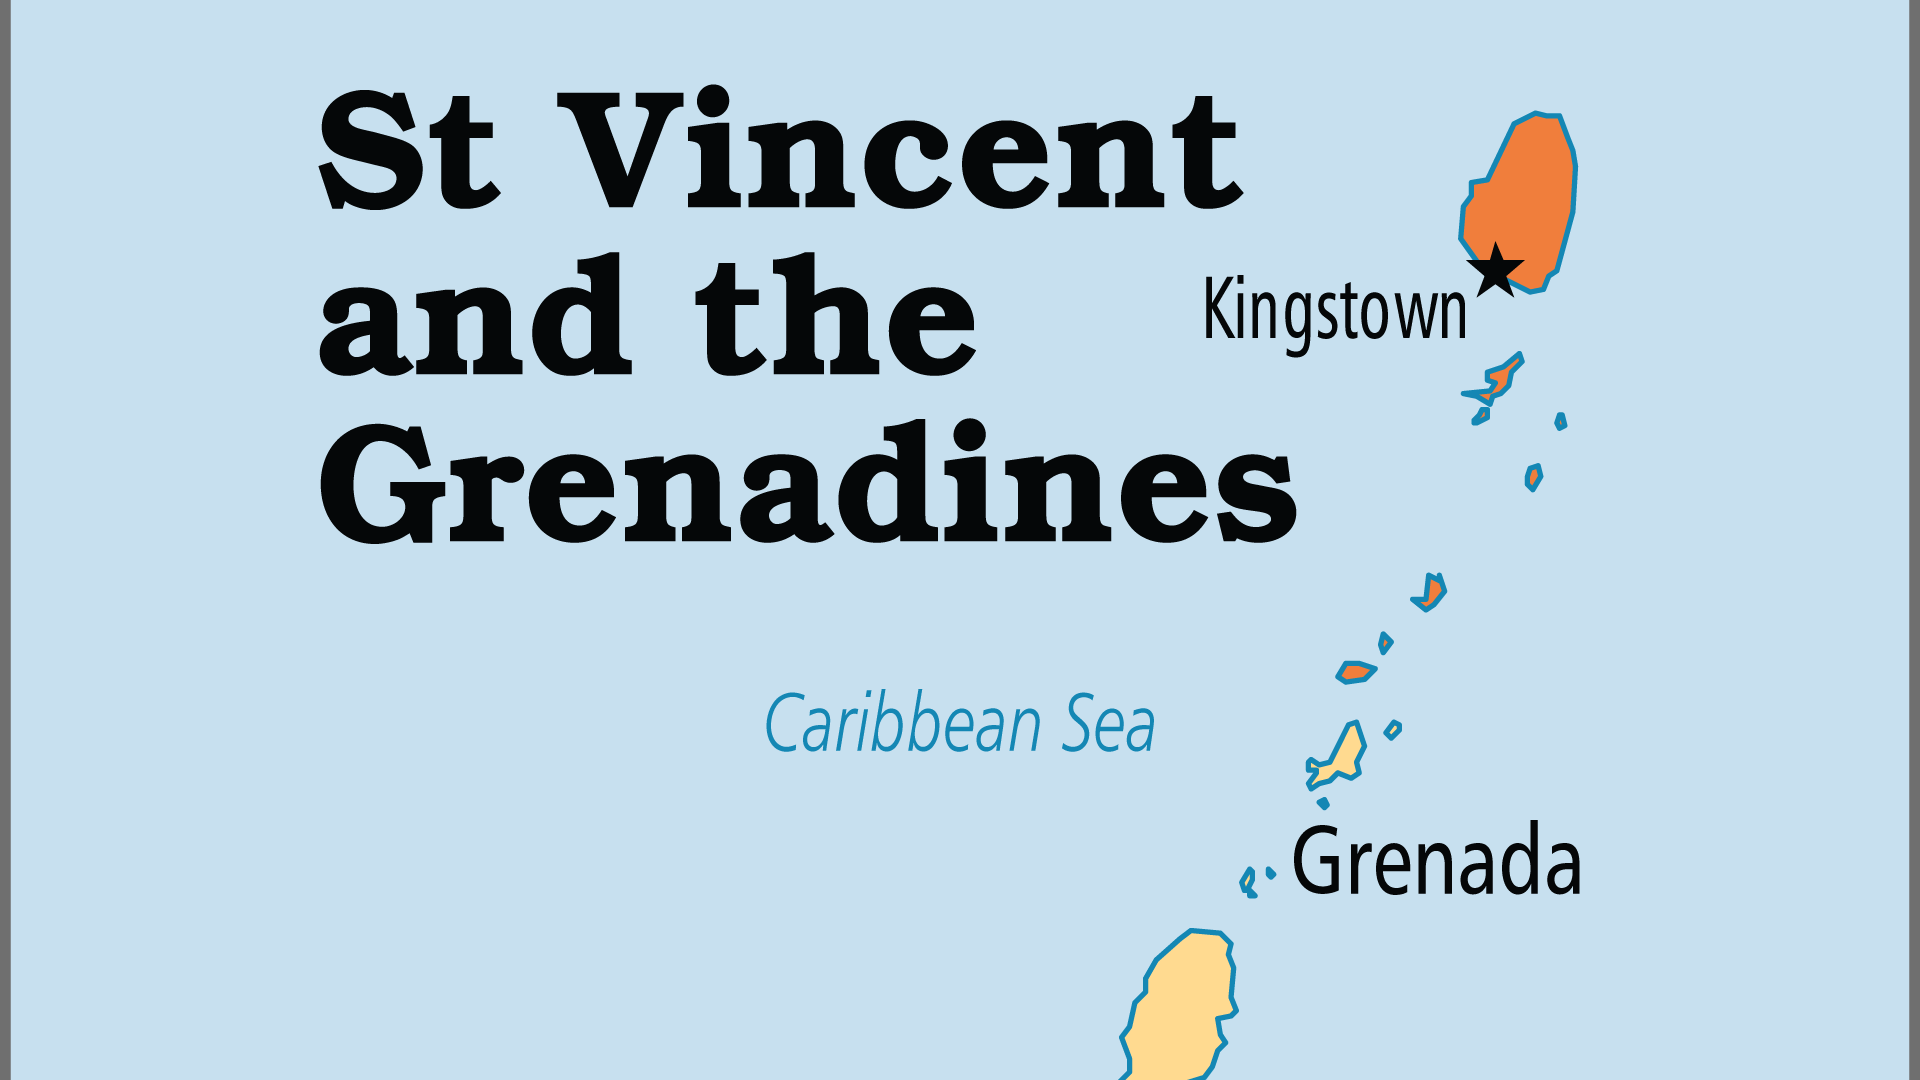 St Vincent
and the
Grenadines
Kingstown
Caribbean Sea
Grenada